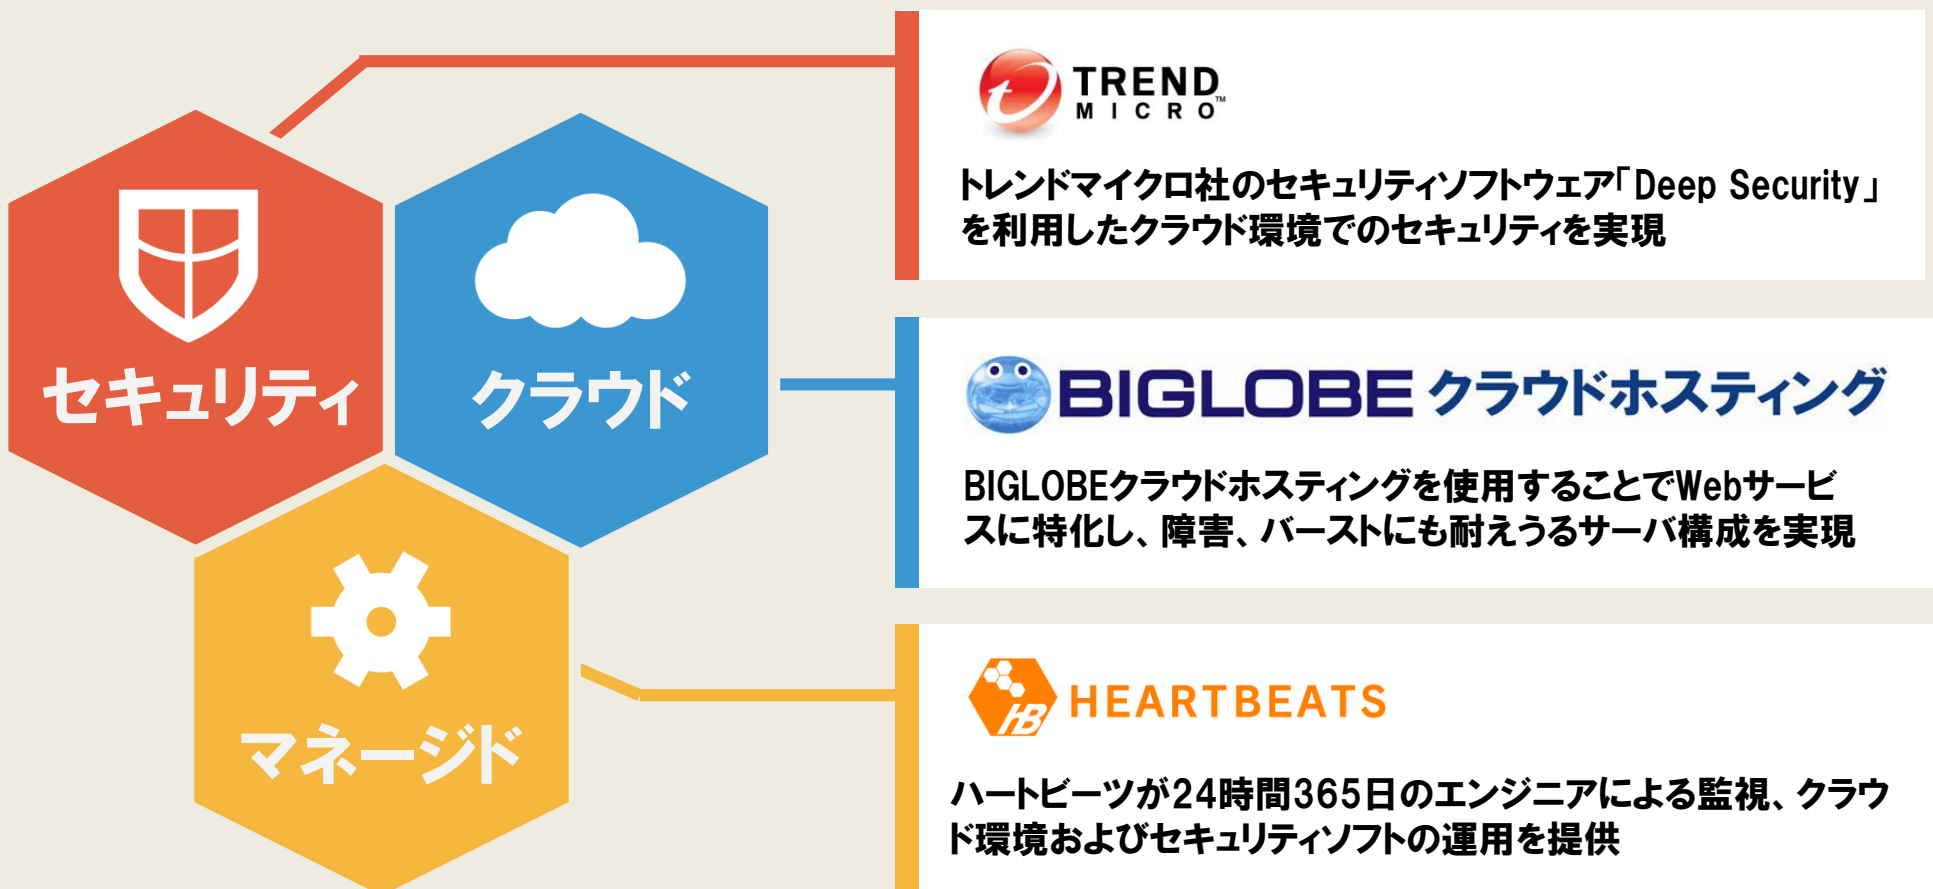 セキュリティ
クラウド
マネージド
TREND
MICRO™
トレンドマイクロ社のセキュリティソフトウェア「Deep Security」
を利用したクラウド環境でのセキュリティを実現
BIGLOBE クラウドホスティング
BIGLOBEクラウドホスティングを使用することでWebサービ
スに特化し、障害、バーストにも耐えうるサーバ構成を実現
HB HEARTBEATS
ハートビーツが24時間365日のエンジニアによる監視、クラウ
ド環境およびセキュリティソフトの運用を提供